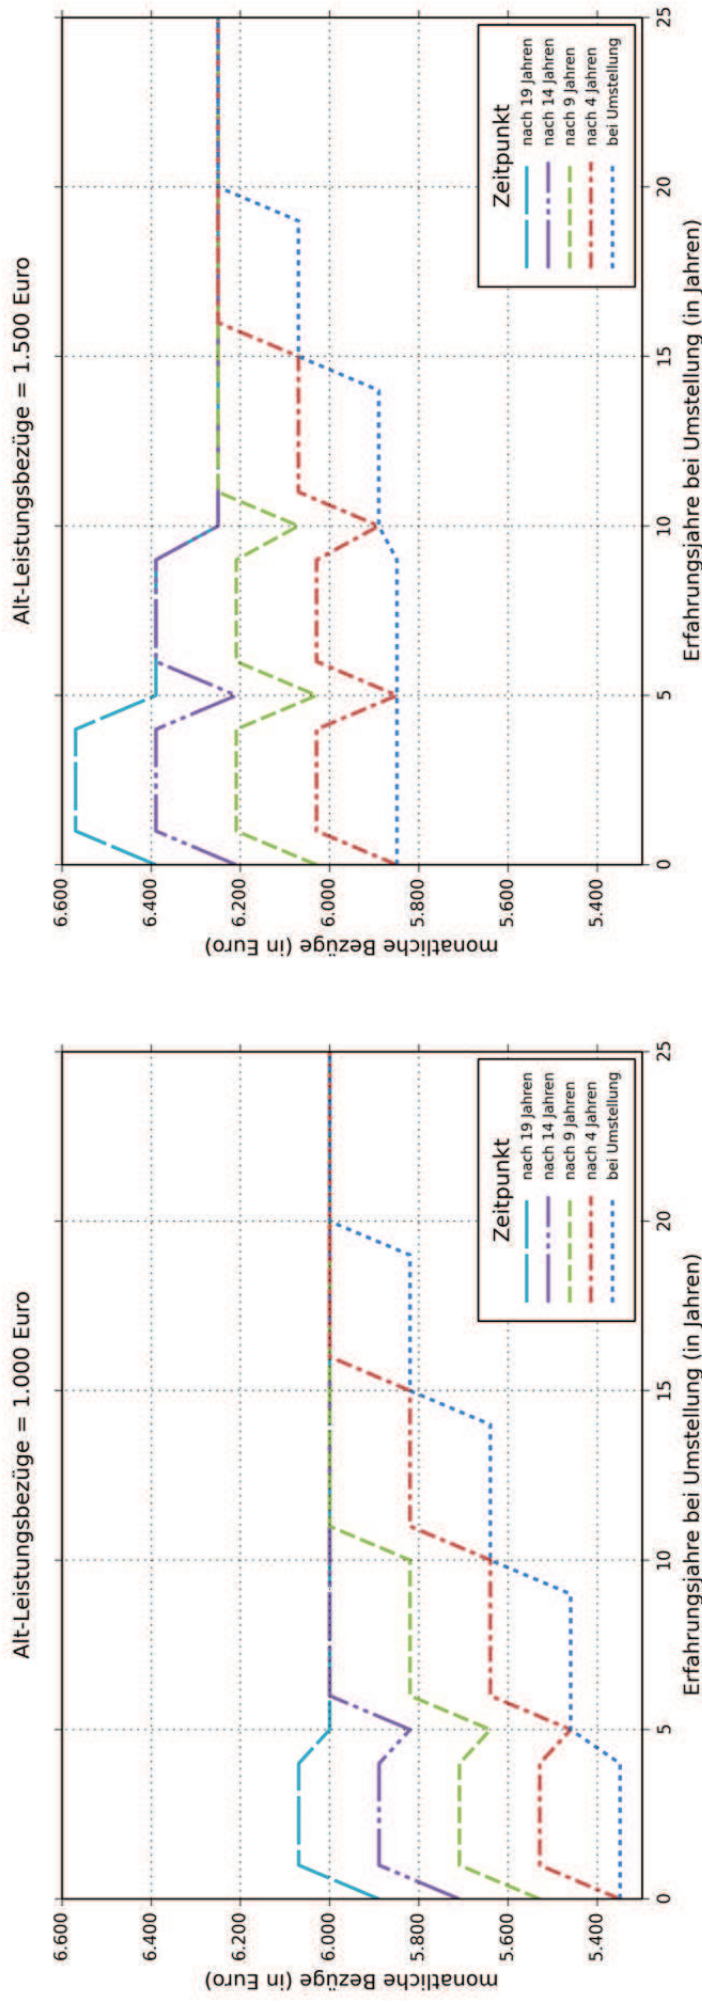 Alt-Leistungsbezüge = 1.000 Euro
monatliche Bezüge (in Euro)
6.600
6.400
6.200
6.000
5.800
5.600
5.400
0
5
10
15
20
25
Erfahrungsjahre bei Umstellung (in Jahren)
Zeitpunkt
nach 19 Jahren
nach 14 Jahren
nach 9 Jahren
nach 4 Jahren
bei Umstellung
Alt-Leistungsbezüge = 1.500 Euro
monatliche Bezüge (in Euro)
6.600
6.400
6.200
6.000
5.800
5.600
5.400
0
5
10
15
20
25
Erfahrungsjahre bei Umstellung (in Jahren)
Zeitpunkt
nach 19 Jahren
nach 14 Jahren
nach 9 Jahren
nach 4 Jahren
bei Umstellung